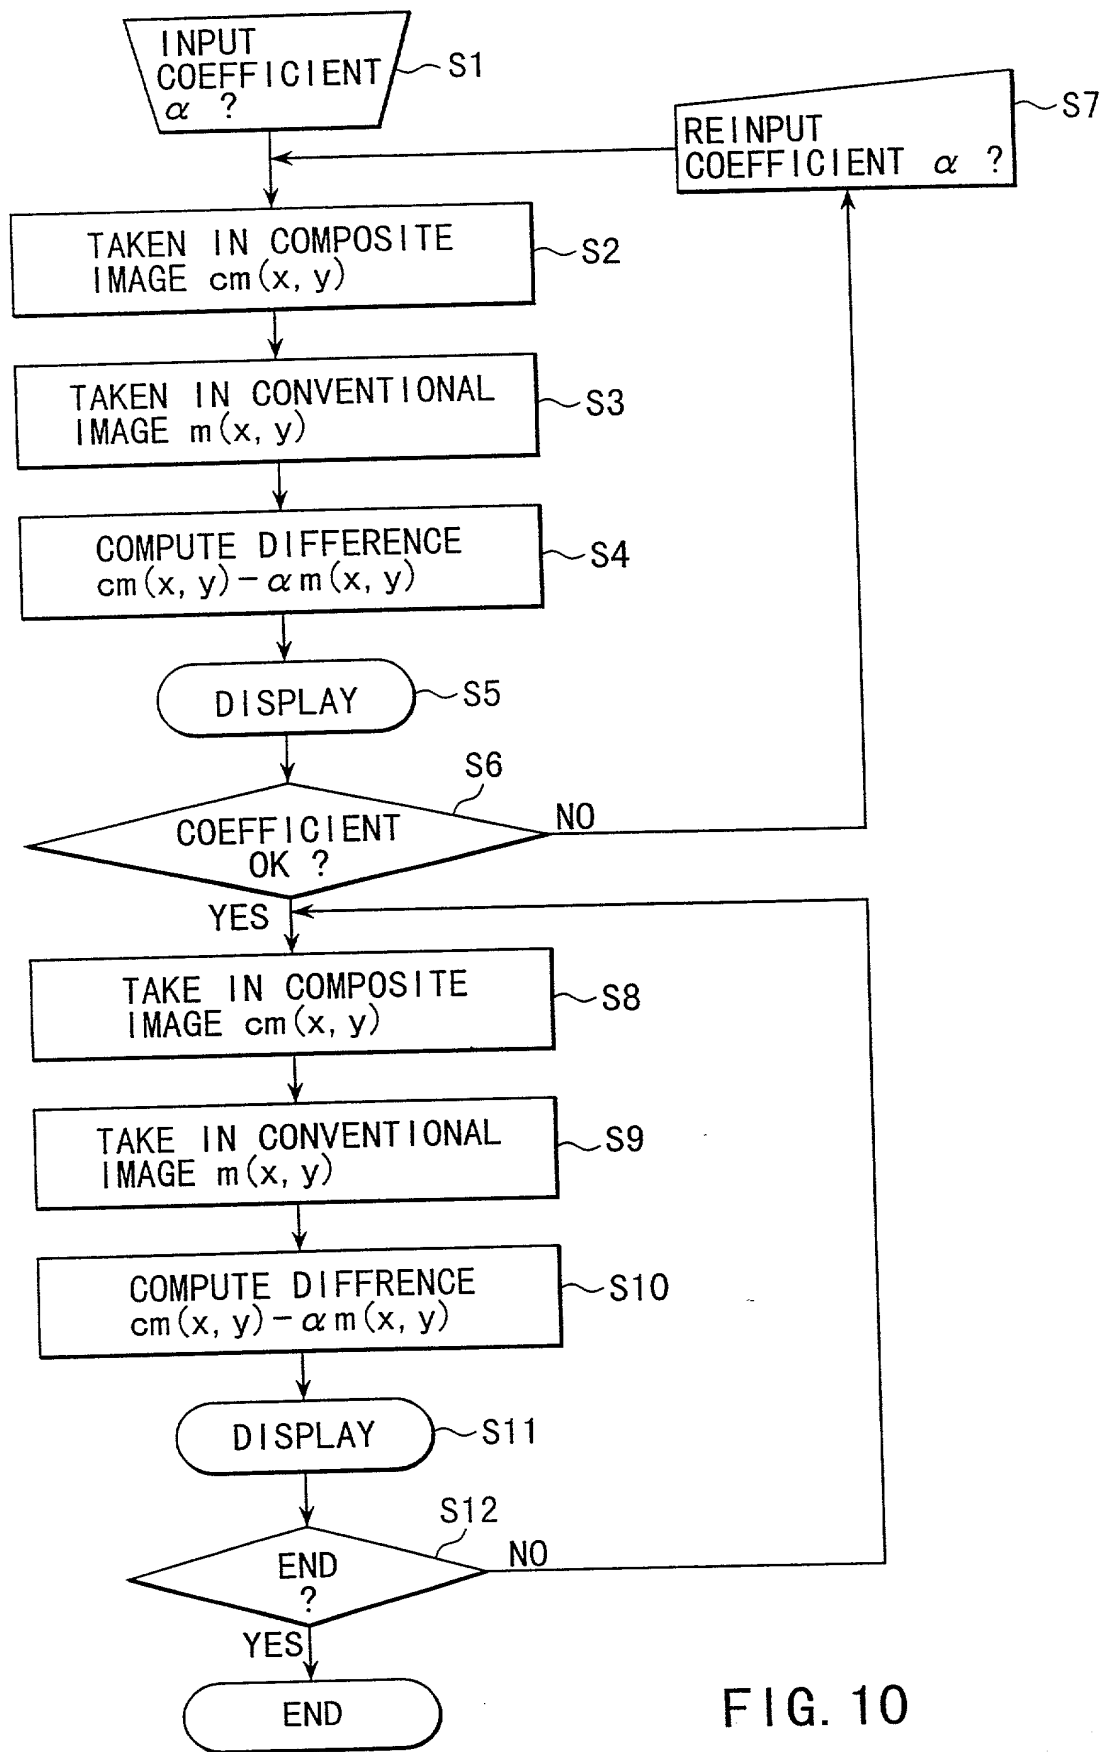 INPUT
COEFFICIENT
α ?
S1
REINPUT
COEFFICIENT α ?
S7
TAKEN IN COMPOSITE
IMAGE cm(x, y)
S2
TAKEN IN CONVENTIONAL
IMAGE m(x, y)
S3
COMPUTE DIFFERENCE
cm(x, y)-αm(x, y)
S4
DISPLAY
S5
S6
COEFFICIENT
OK ?
NO
YES
TAKE IN COMPOSITE
IMAGE cm(x, y)
S8
TAKE IN CONVENTIONAL
IMAGE m(x, y)
S9
COMPUTE DIFFRENCE
cm(x, y)-αm(x, y)
S10
DISPLAY
S11
S12
END
?
NO
YES
END
FIG. 10